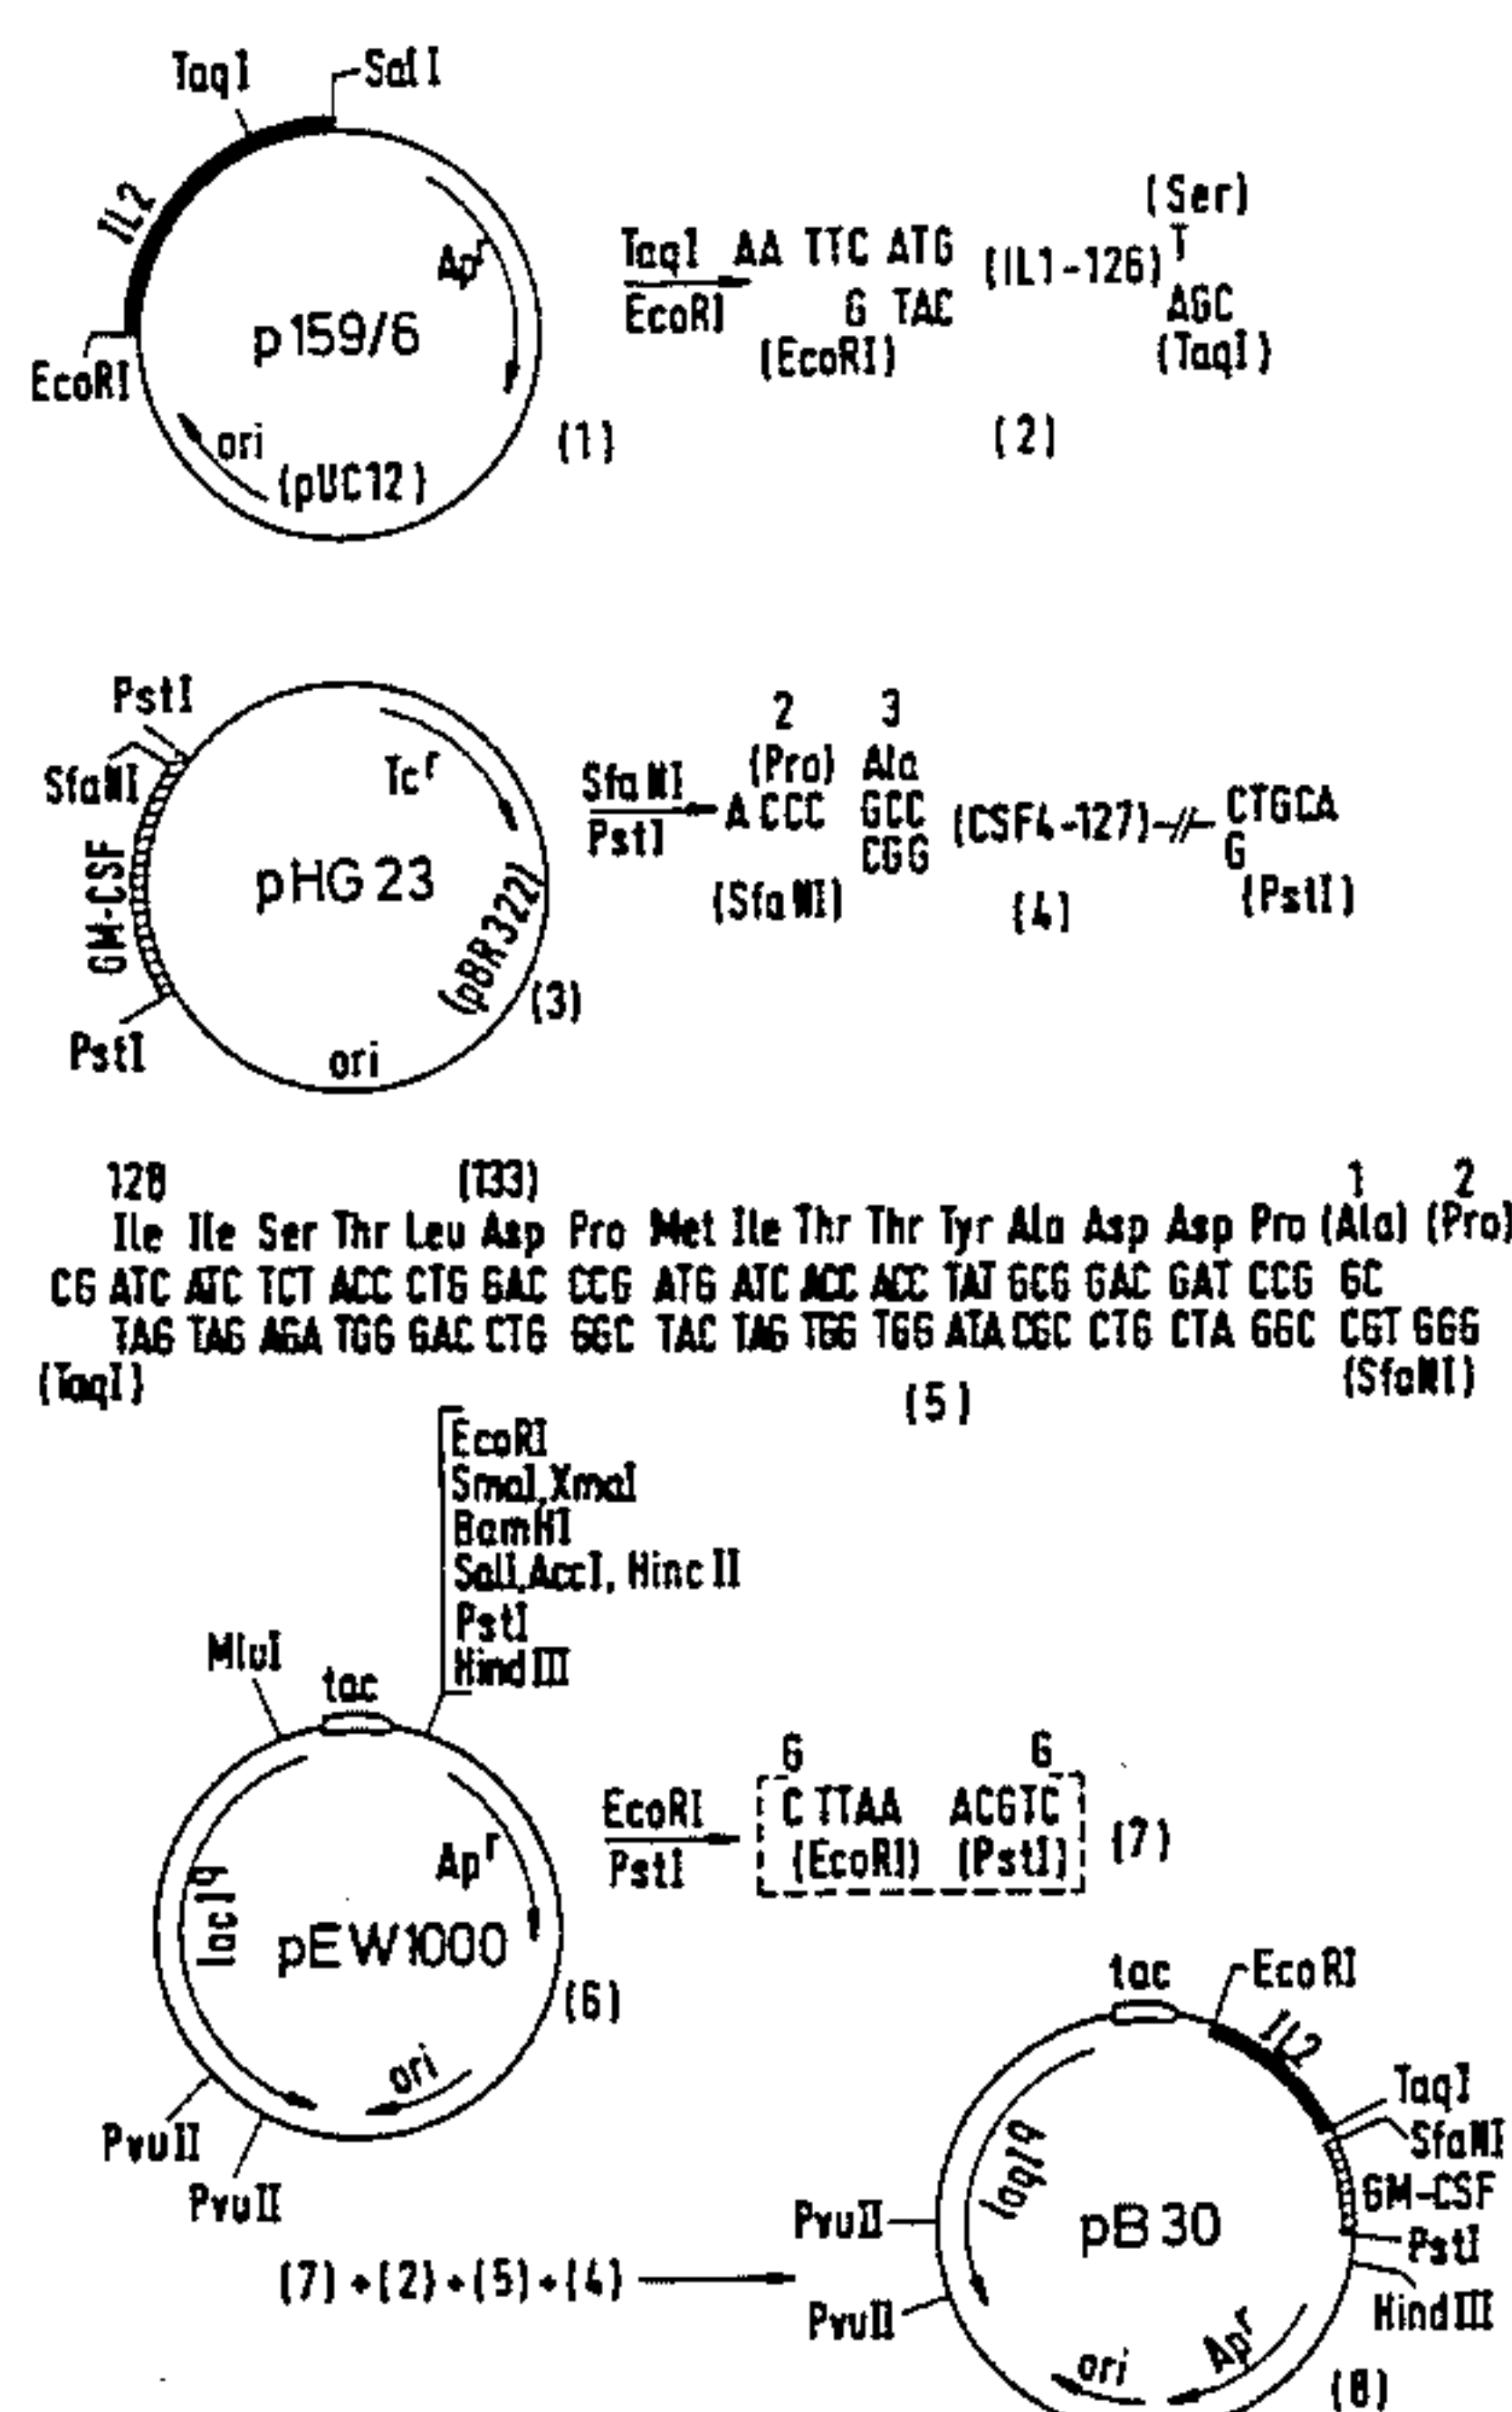 TaqI SalI
IL2
Apr
p159/6
EcoRI
ori
(pUC12)
(1)
TaqI
EcoRI
(Ser)
AA TTC ATG (IL1-126) T
G TAC AGC
(EcoRI) (TaqI)
(2)
PstI
SfaNI
Tcr
GM-CSF
pHG23
(pBR322)
(3)
PstI
ori
SfaNI
PstI
2 3
(Pro) Ala
A CCC GCC (CSF4-127)-//-CTGCA
CGG G
(SfaNI) (4) (PstI)
128 (133) 1 2
Ile Ile Ser Thr Leu Asp Pro Met Ile Thr Thr Tyr Ala Asp Asp Pro (Ala) (Pro)
CG ATC ATC TCT ACC CTG GAC CCG ATG ATC ACC ACC TAT GCG GAC GAT CCG GC
TAG TAG AGA TGG GAC CTG GGC TAC TAG TGG TGG ATA CGC CTG CTA GGC CGT GGG
(TaqI) (SfaNI)
(5)
EcoRI
SmaI,XmaI
BamHI
SalI,AccI, Hinc II
PstI
Hind III
MluI
tac
lacIq
Apr
pEW1000
(6)
ori
PvuII
PvuII
EcoRI
PstI
G G
C TTAA ACGTC
(EcoRI) (PstI)
(7)
tac
EcoRI
IL2
TaqI
SfaNI
GM-CSF
PstI
Hind III
laqIq
pB30
PvuII
PvuII
ori
Apr
(8)
(7)+(2)+(5)+(4)